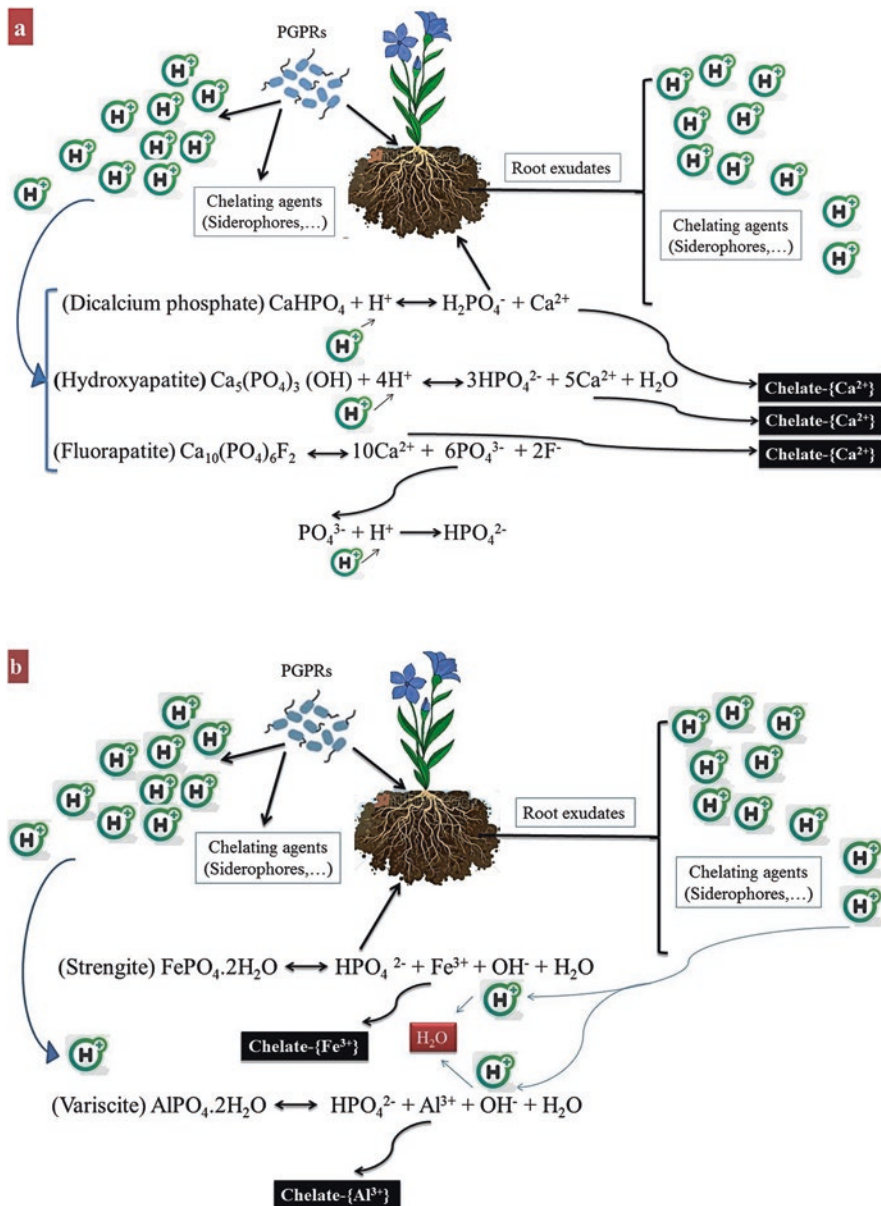 a
PGPRs
H+
H+
H+
H+
H+
H+
H+
H+
H+
H+
H+
Chelating agents
(Siderophores,...)
Root exudates
H+
H+
H+
H+
H+
H+
H+
H+
H+
H+
H+
Chelating agents
(Siderophores,...)
(Dicalcium phosphate) CaHPO₄ + H⁺ ⟷ H₂PO₄⁻ + Ca²⁺
H+
Chelate-{Ca²⁺}
(Hydroxyapatite) Ca₅(PO₄)₃ (OH) + 4H⁺ ⟷ 3HPO₄²⁻ + 5Ca²⁺ + H₂O
H+
Chelate-{Ca²⁺}
(Fluorapatite) Ca₁₀(PO₄)₆F₂ ⟷ 10Ca²⁺ + 6PO₄³⁻ + 2F⁻
Chelate-{Ca²⁺}
PO₄³⁻ + H⁺ ⟶ HPO₄²⁻
H+
b
PGPRs
H+
H+
H+
H+
H+
H+
H+
H+
H+
H+
H+
Chelating agents
(Siderophores,...)
Root exudates
H+
H+
H+
H+
H+
H+
H+
H+
H+
H+
Chelating agents
(Siderophores,...)
(Strengite) FePO₄.2H₂O ⟷ HPO₄ ²⁻ + Fe³⁺ + OH⁻ + H₂O
H+
Chelate-{Fe³⁺}
H₂O
H+
H+
(Variscite) AlPO₄.2H₂O ⟷ HPO₄²⁻ + Al³⁺ + OH⁻ + H₂O
Chelate-{Al³⁺}